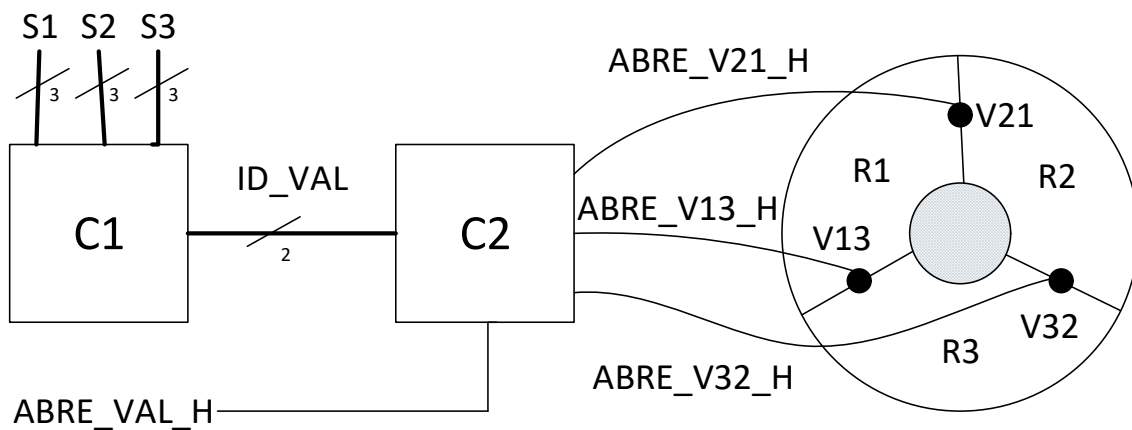 S1 S2 S3
3 3 3
C1
ID_VAL
2
C2
ABRE_VAL_H
ABRE_V21_H
ABRE_V13_H
ABRE_V32_H
V21
R1
R2
V13
V32
R3